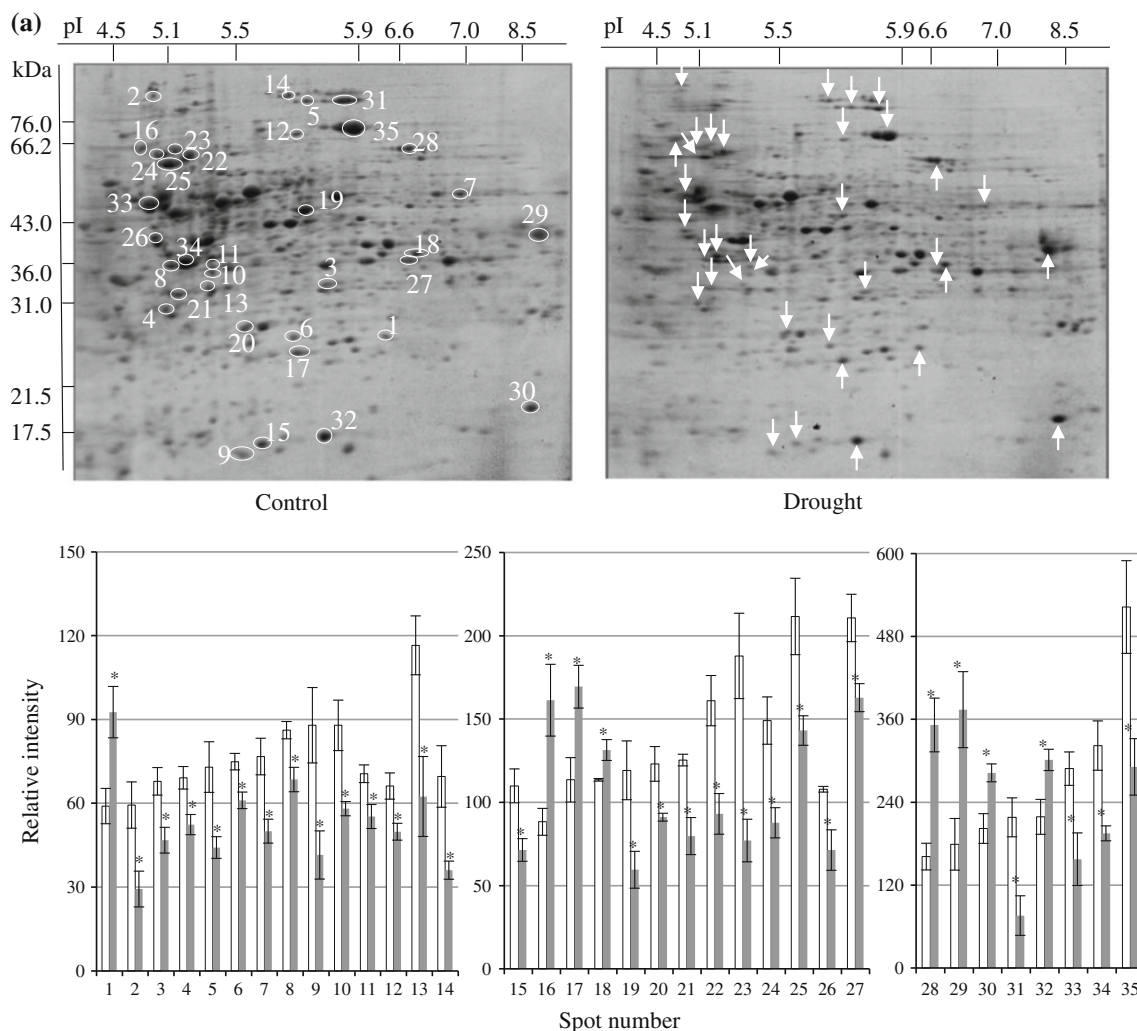 (a)
pI 4.5 5.1 5.5 5.9 6.6 7.0 8.5
pI 4.5 5.1 5.5 5.9 6.6 7.0 8.5
kDa
76.0
66.2
43.0
36.0
31.0
21.5
17.5
2 14 5 31
16 23 12 35 28
24 22
25 7
33 19 29
26 34 11 18
8 10 3 27
4 21 13
20 6 1
17
30
15 32
9
Control
Drought
Relative intensity
150
120
90
60
30
0
* * * * * * * * * * * * * *
1 2 3 4 5 6 7 8 9 10 11 12 13 14
250
200
150
100
50
0
* * * * * * * * * * * * *
15 16 17 18 19 20 21 22 23 24 25 26 27
600
480
360
240
120
0
* * * * * * * *
28 29 30 31 32 33 34 35
Spot number